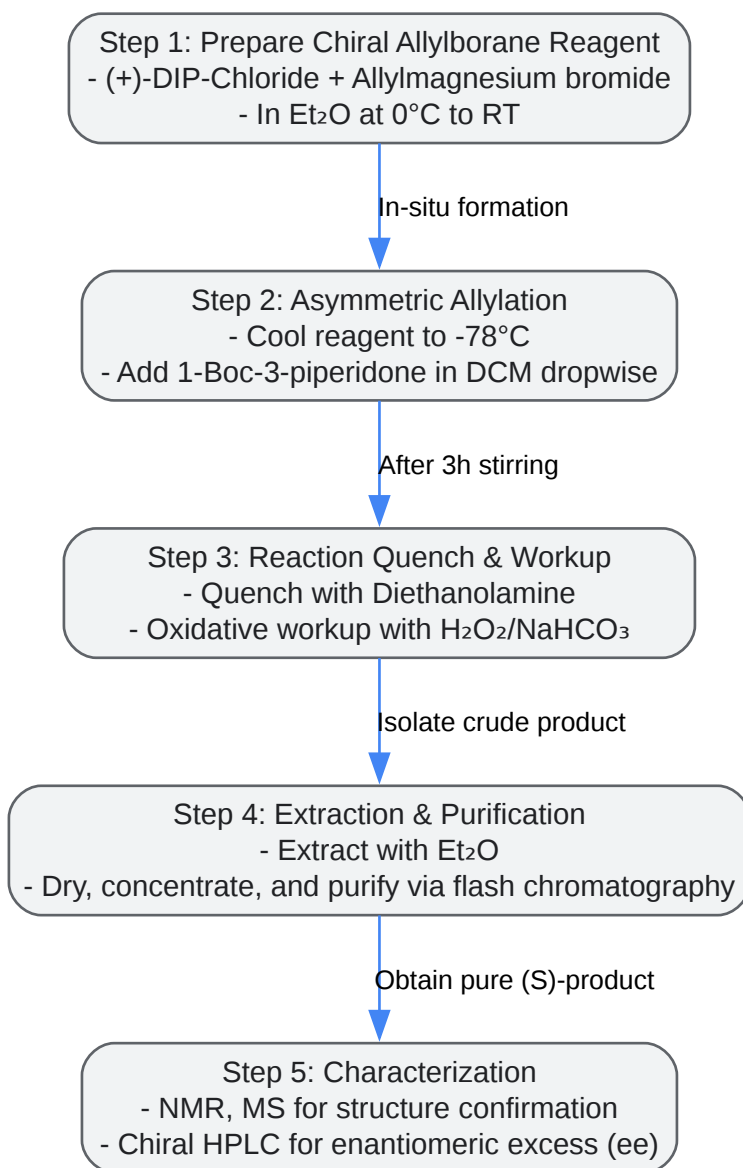 Step 1: Prepare Chiral Allylborane Reagent
- (+)-DIP-Chloride + Allylmagnesium bromide
- In Et₂O at 0°C to RT
In-situ formation
Step 2: Asymmetric Allylation
- Cool reagent to -78°C
- Add 1-Boc-3-piperidone in DCM dropwise
After 3h stirring
Step 3: Reaction Quench & Workup
- Quench with Diethanolamine
- Oxidative workup with H₂O₂/NaHCO₃
Isolate crude product
Step 4: Extraction & Purification
- Extract with Et₂O
- Dry, concentrate, and purify via flash chromatography
Obtain pure (S)-product
Step 5: Characterization
- NMR, MS for structure confirmation
- Chiral HPLC for enantiomeric excess (ee)